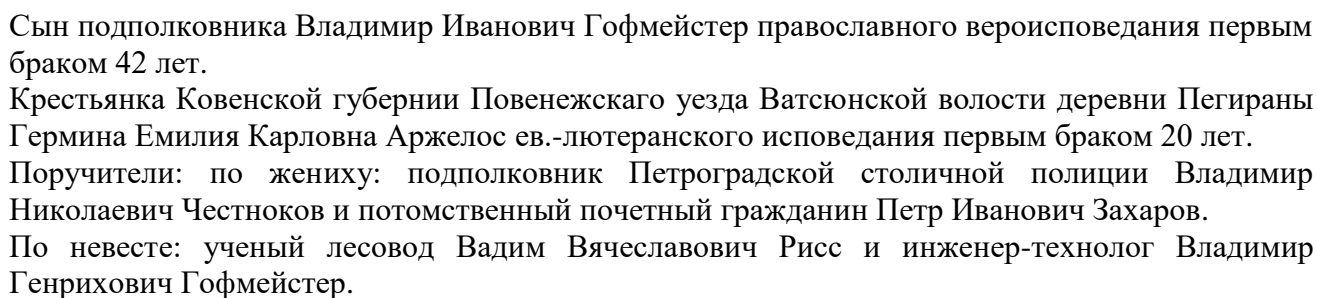 Сын подполковника Владимир Иванович Гофмейстер православного вероисповедания первым
браком 42 лет.
Крестьянка Ковенской губернии Повенежскаго уезда Ватсюнской волости деревни Пегираны
Гермина Емилия Карловна Аржелос ев.-лютеранского исповедания первым браком 20 лет.
Поручители: по жениху: подполковник Петроградской столичной полиции Владимир
Николаевич Честноков и потомственный почетный гражданин Петр Иванович Захаров.
По невесте: ученый лесовод Вадим Вячеславович Рисс и инженер-технолог Владимир
Генрихович Гофмейстер.